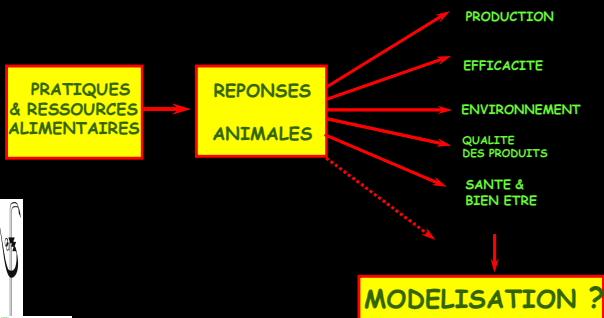 PRATIQUES
& RESSOURCES
ALIMENTAIRES
REPONSES
ANIMALES
PRODUCTION
EFFICACITE
ENVIRONNEMENT
QUALITE
DES PRODUITS
SANTE &
BIEN ETRE
MODELISATION ?